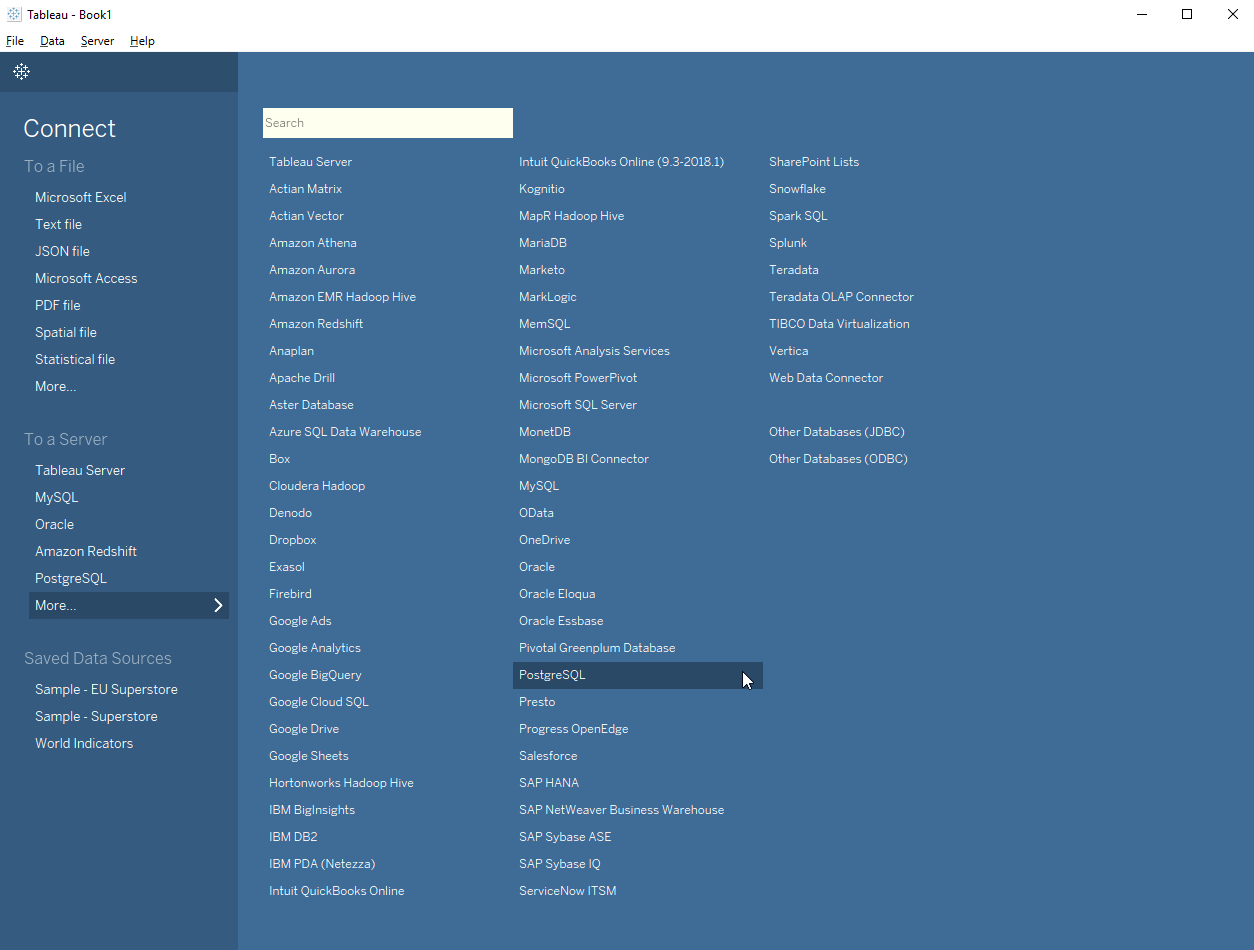 Tableau - Book1
File Data Server Help
Connect
To a File
Microsoft Excel
Text file
JSON file
Microsoft Access
PDF file
Spatial file
Statistical file
More...
To a Server
Tableau Server
MySQL
Oracle
Amazon Redshift
PostgreSQL
More...
Saved Data Sources
Sample - EU Superstore
Sample - Superstore
World Indicators
Search
Tableau Server
Actian Matrix
Actian Vector
Amazon Athena
Amazon Aurora
Amazon EMR Hadoop Hive
Amazon Redshift
Anaplan
Apache Drill
Aster Database
Azure SQL Data Warehouse
Box
Cloudera Hadoop
Denodo
Dropbox
Exasol
Firebird
Google Ads
Google Analytics
Google BigQuery
Google Cloud SQL
Google Drive
Google Sheets
Hortonworks Hadoop Hive
IBM BigInsights
IBM DB2
IBM PDA (Netezza)
Intuit QuickBooks Online
Intuit QuickBooks Online (9.3-2018.1)
Kognitio
MapR Hadoop Hive
MariaDB
Marketo
MarkLogic
MemSQL
Microsoft Analysis Services
Microsoft PowerPivot
Microsoft SQL Server
MonetDB
MongoDB BI Connector
MySQL
OData
OneDrive
Oracle
Oracle Eloqua
Oracle Essbase
Pivotal Greenplum Database
PostgreSQL
Presto
Progress OpenEdge
Salesforce
SAP HANA
SAP NetWeaver Business Warehouse
SAP Sybase ASE
SAP Sybase IQ
ServiceNow ITSM
SharePoint Lists
Snowflake
Spark SQL
Splunk
Teradata
Teradata OLAP Connector
TIBCO Data Virtualization
Vertica
Web Data Connector
Other Databases (JDBC)
Other Databases (ODBC)